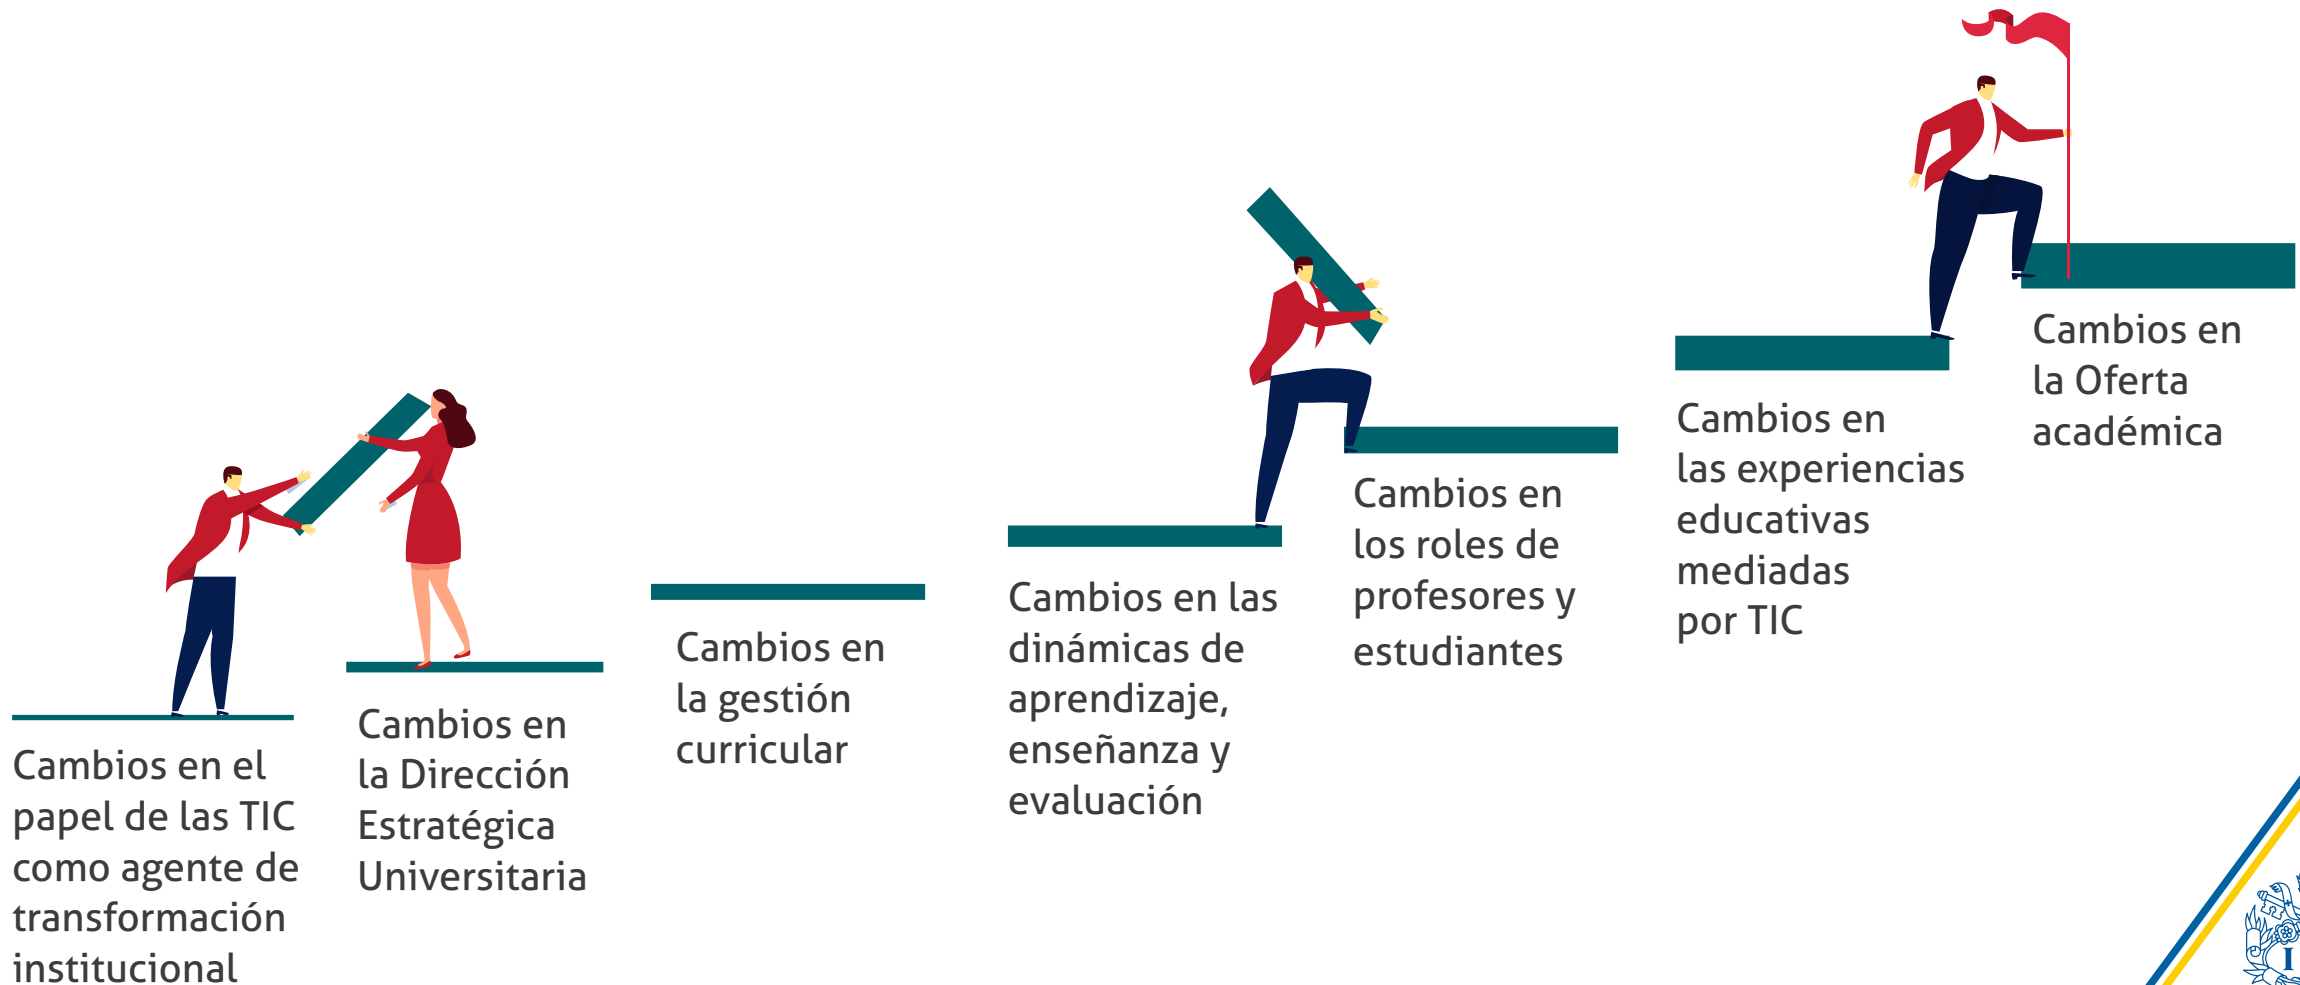 Cambios en el
papel de las TIC
como agente de
transformación
institucional
Cambios en
la Dirección
Estratégica
Universitaria
Cambios en
la gestión
curricular
Cambios en las
dinámicas de
aprendizaje,
enseñanza y
evaluación
Cambios en
los roles de
profesores y
estudiantes
Cambios en
las experiencias
educativas
mediadas
por TIC
Cambios en
la Oferta
académica
I